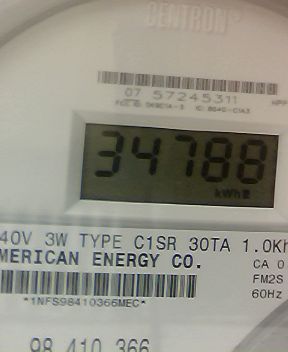 CENTRON
07 57245311
34788
kWh
40V 3W TYPE C1SR 30TA 1.0Kh
MERICAN ENERGY CO.
CA 0
FM2S
60Hz
*1NFS98410366MEC*
98 410 366